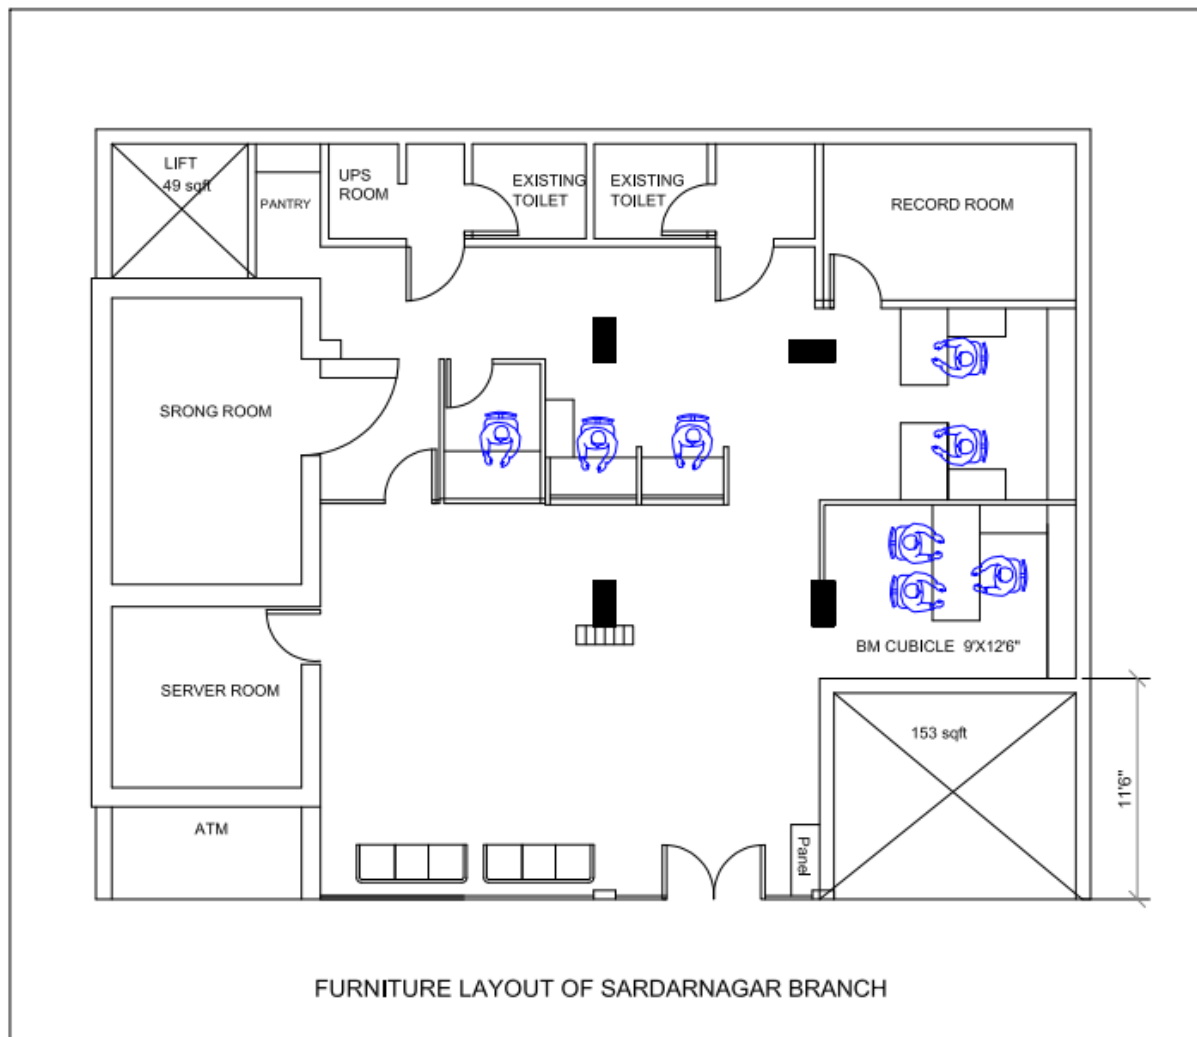 LIFT
49 sqft
PANTRY
UPS
ROOM
EXISTING
TOILET
EXISTING
TOILET
RECORD ROOM
SRONG ROOM
BM CUBICLE 9'X12'6"
SERVER ROOM
153 sqft
11'6"
ATM
Panel
FURNITURE LAYOUT OF SARDARNAGAR BRANCH